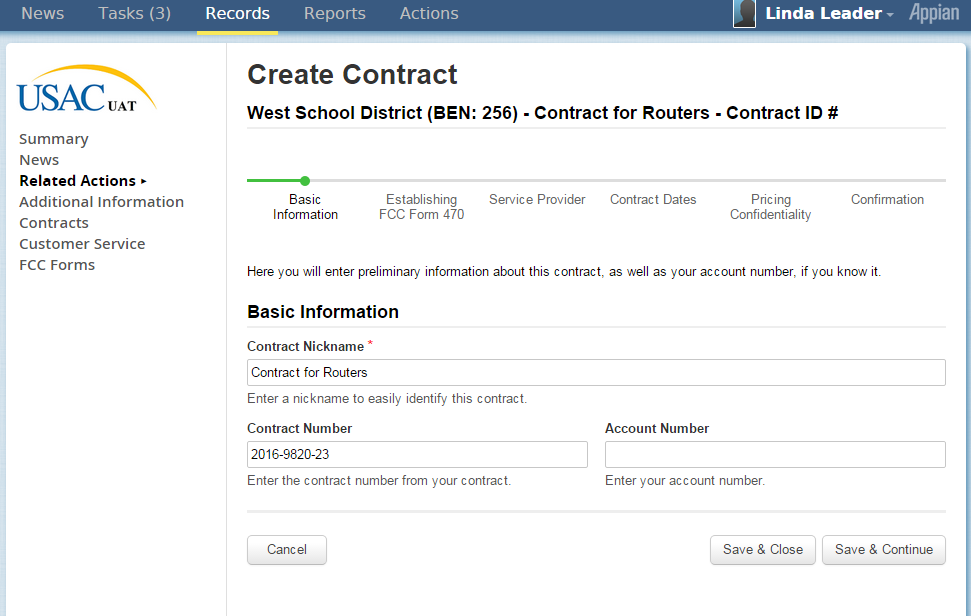 News Tasks (3) Records Reports Actions Linda Leader Appian
USAC UAT
Summary
News
Related Actions ▸
Additional Information
Contracts
Customer Service
FCC Forms
Create Contract
West School District (BEN: 256) - Contract for Routers - Contract ID #
Basic Information
Establishing FCC Form 470
Service Provider
Contract Dates
Pricing Confidentiality
Confirmation
Here you will enter preliminary information about this contract, as well as your account number, if you know it.
Basic Information
Contract Nickname *
Contract for Routers
Enter a nickname to easily identify this contract.
Contract Number
2016-9820-23
Enter the contract number from your contract.
Account Number
Enter your account number.
Cancel
Save & Close
Save & Continue